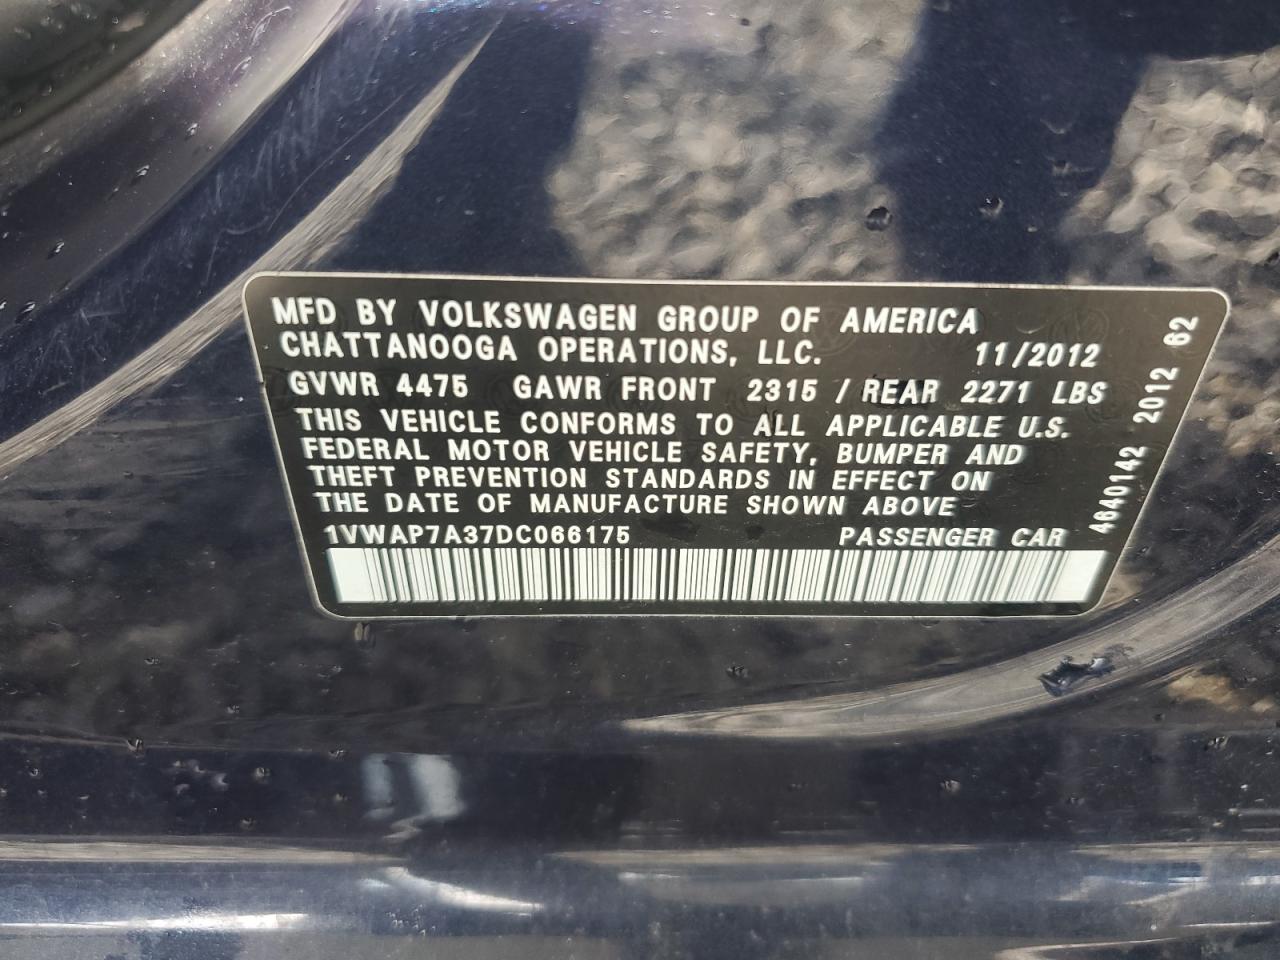 MFD BY VOLKSWAGEN GROUP OF AMERICA
CHATTANOOGA OPERATIONS, LLC. 11/2012
GVWR 4475 GAWR FRONT 2315 / REAR 2271 LBS
THIS VEHICLE CONFORMS TO ALL APPLICABLE U.S.
FEDERAL MOTOR VEHICLE SAFETY, BUMPER AND
THEFT PREVENTION STANDARDS IN EFFECT ON
THE DATE OF MANUFACTURE SHOWN ABOVE
1VWAP7A37DC066175 PASSENGER CAR
4640142 2012 62